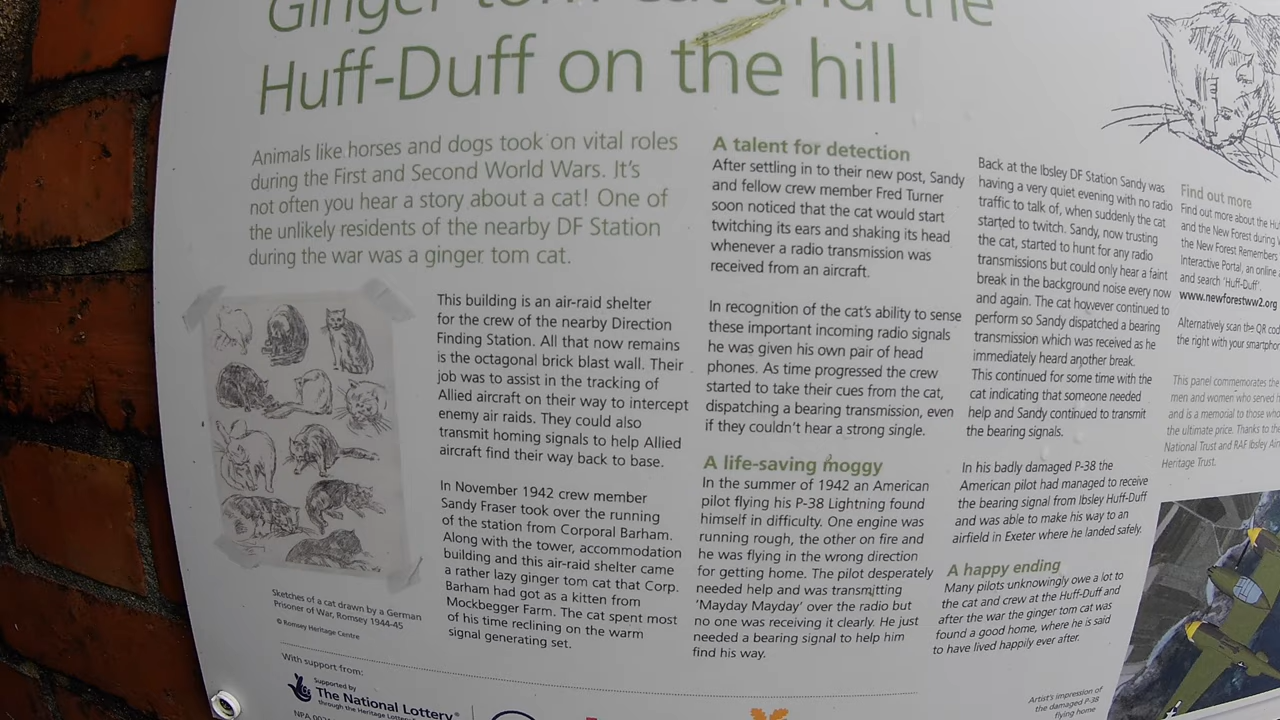 Ginger tom cat and the
Huff-Duff on the hill
Animals like horses and dogs took on vital roles
during the First and Second World Wars. It's
not often you hear a story about a cat! One of
the unlikely residents of the nearby DF Station
during the war was a ginger tom cat.
Sketches of a cat drawn by a German
Prisoner of War, Romsey 1944-45
© Romsey Heritage Centre
This building is an air-raid shelter
for the crew of the nearby Direction
Finding Station. All that now remains
is the octagonal brick blast wall. Their
job was to assist in the tracking of
Allied aircraft on their way to intercept
enemy air raids. They could also
transmit homing signals to help Allied
aircraft find their way back to base.
In November 1942 crew member
Sandy Fraser took over the running
of the station from Corporal Barham.
Along with the tower, accommodation
building and this air-raid shelter came
a rather lazy ginger tom cat that Corp.
Barham had got as a kitten from
Mockbegger Farm. The cat spent most
of his time reclining on the warm
signal generating set.
A talent for detection
After settling in to their new post, Sandy
and fellow crew member Fred Turner
soon noticed that the cat would start
twitching its ears and shaking its head
whenever a radio transmission was
received from an aircraft.
In recognition of the cat's ability to sense
these important incoming radio signals
he was given his own pair of head
phones. As time progressed the crew
started to take their cues from the cat,
dispatching a bearing transmission, even
if they couldn't hear a strong single.
A life-saving moggy
In the summer of 1942 an American
pilot flying his P-38 Lightning found
himself in difficulty. One engine was
running rough, the other on fire and
he was flying in the wrong direction
for getting home. The pilot desperately
needed help and was transmitting
'Mayday Mayday' over the radio but
no one was receiving it clearly. He just
needed a bearing signal to help him
find his way.
Back at the Ibsley DF Station Sandy was
having a very quiet evening with no radio
traffic to talk of, when suddenly the cat
started to twitch. Sandy, now trusting
the cat, started to hunt for any radio
transmissions but could only hear a faint
break in the background noise every now
and again. The cat however continued to
perform so Sandy dispatched a bearing
transmission which was received as he
immediately heard another break.
This continued for some time with the
cat indicating that someone needed
help and Sandy continued to transmit
the bearing signals.
In his badly damaged P-38 the
American pilot had managed to receive
the bearing signal from Ibsley Huff-Duff
and was able to make his way to an
airfield in Exeter where he landed safely.
A happy ending
Many pilots unknowingly owe a lot to
the cat and crew at the Huff-Duff and
after the war the ginger tom cat was
found a good home, where he is said
to have lived happily ever after.
Find out more
Find out more about the
and the New Forest during
the New Forest Remembers
Interactive Portal, an online
and search 'Huff-Duff'.
www.newforestww2.org
Alternatively scan the QR
the right with your smartphone
This panel commemorates the
men and women who served
and is a memorial to those who
the ultimate price. Thanks to the
National Trust and RAF Ibsley
Heritage Trust.
Artist's impression of
the damaged P-38
flying home
With support from:
Supported by
The National Lottery®
through the Heritage
NPA